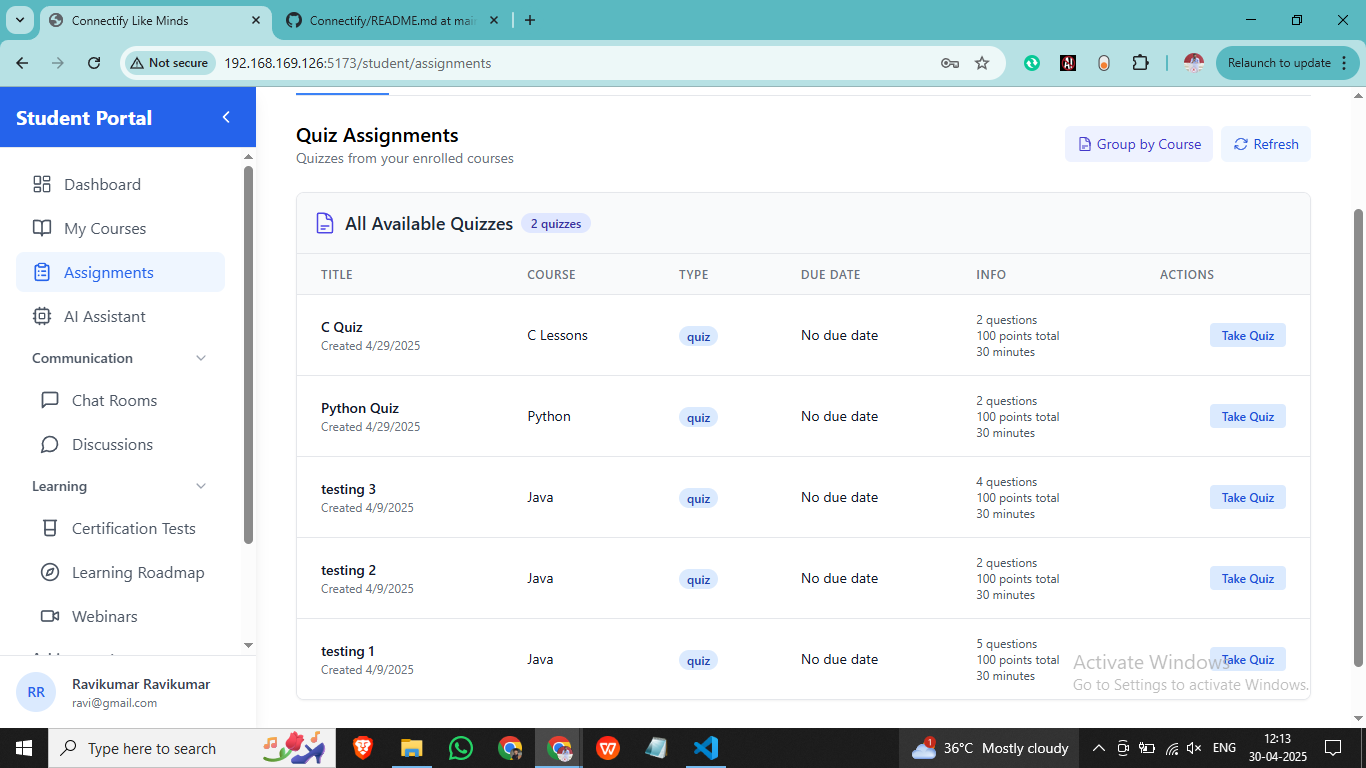 Connectify Like Minds
Connectify/README.md at mai
Not secure
192.168.169.126:5173/student/assignments
Relaunch to update
Student Portal
Dashboard
My Courses
Assignments
AI Assistant
Communication
Chat Rooms
Discussions
Learning
Certification Tests
Learning Roadmap
Webinars
RR
Ravikumar Ravikumar
ravi@gmail.com
Quiz Assignments
Quizzes from your enrolled courses
Group by Course
Refresh
All Available Quizzes 2 quizzes
TITLE COURSE TYPE DUE DATE INFO ACTIONS
C Quiz
Created 4/29/2025
C Lessons
quiz
No due date
2 questions
100 points total
30 minutes
Take Quiz
Python Quiz
Created 4/29/2025
Python
quiz
No due date
2 questions
100 points total
30 minutes
Take Quiz
testing 3
Created 4/9/2025
Java
quiz
No due date
4 questions
100 points total
30 minutes
Take Quiz
testing 2
Created 4/9/2025
Java
quiz
No due date
2 questions
100 points total
30 minutes
Take Quiz
testing 1
Created 4/9/2025
Java
quiz
No due date
5 questions
100 points total
30 minutes
Take Quiz
Activate Windows
Go to Settings to activate Windows.
Type here to search
1
36°C Mostly cloudy
ENG
12:13
30-04-2025